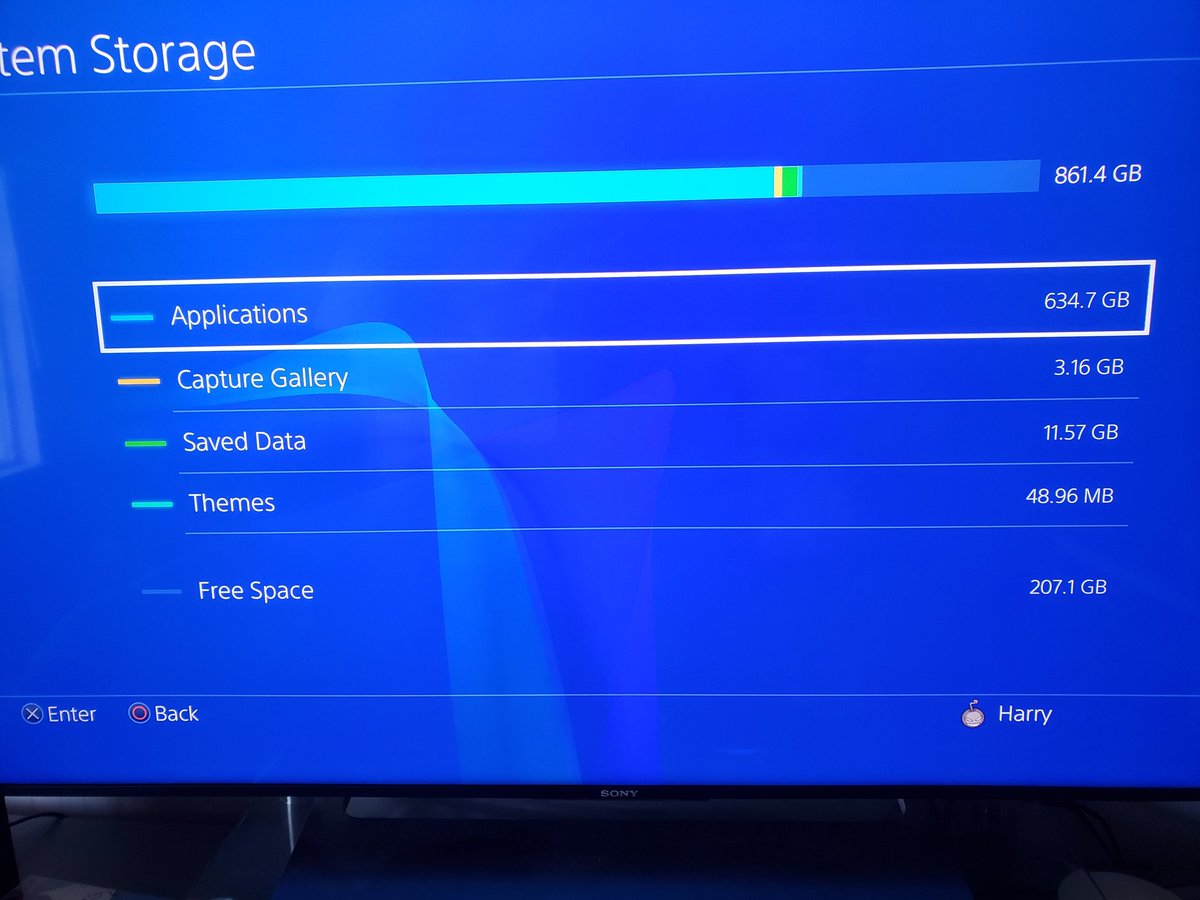 tem Storage
861.4 GB
Applications 634.7 GB
Capture Gallery 3.16 GB
Saved Data 11.57 GB
Themes 48.96 MB
Free Space 207.1 GB
Enter Back Harry
SONY